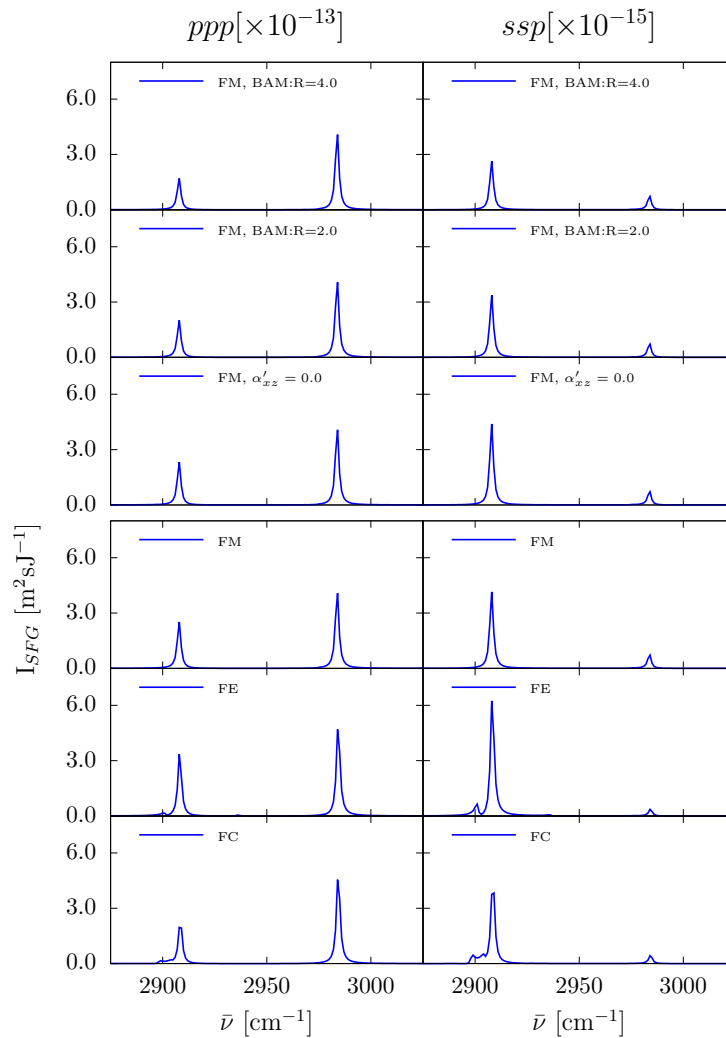 ppp[×10⁻¹³] ssp[×10⁻¹⁵]
FM, BAM:R=4.0 FM, BAM:R=4.0
6.0
3.0
0.0
FM, BAM:R=2.0 FM, BAM:R=2.0
6.0
3.0
0.0
FM, α′xz = 0.0 FM, α′xz = 0.0
6.0
3.0
0.0
I_SFG [m²sJ⁻¹]
FM FM
6.0
3.0
0.0
FE FE
6.0
3.0
0.0
FC FC
6.0
3.0
0.0
2900 2950 3000 2900 2950 3000
ν̄ [cm⁻¹] ν̄ [cm⁻¹]